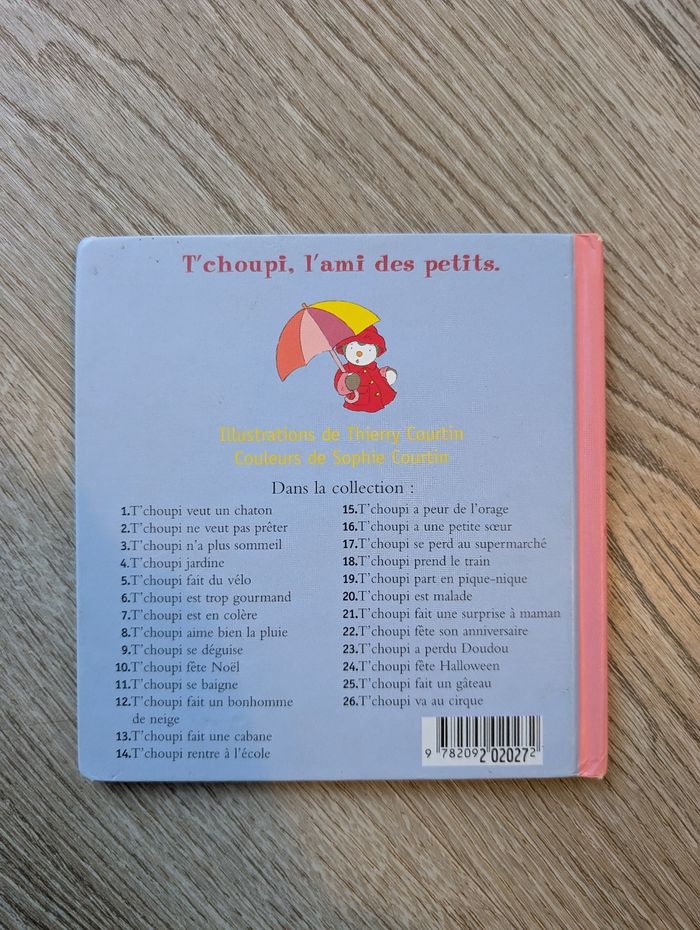 T'choupi, l'ami des petits.
Illustrations de Thierry Courtin
Couleurs de Sophie Courtin
Dans la collection :
1.T'choupi veut un chaton
2.T'choupi ne veut pas prêter
3.T'choupi n'a plus sommeil
4.T'choupi jardine
5.T'choupi fait du vélo
6.T'choupi est trop gourmand
7.T'choupi est en colère
8.T'choupi aime bien la pluie
9.T'choupi se déguise
10.T'choupi fête Noël
11.T'choupi se baigne
12.T'choupi fait un bonhomme
de neige
13.T'choupi fait une cabane
14.T'choupi rentre à l'école
15.T'choupi a peur de l'orage
16.T'choupi a une petite sœur
17.T'choupi se perd au supermarché
18.T'choupi prend le train
19.T'choupi part en pique-nique
20.T'choupi est malade
21.T'choupi fait une surprise à maman
22.T'choupi fête son anniversaire
23.T'choupi a perdu Doudou
24.T'choupi fête Halloween
25.T'choupi fait un gâteau
26.T'choupi va au cirque
9 782092 020272